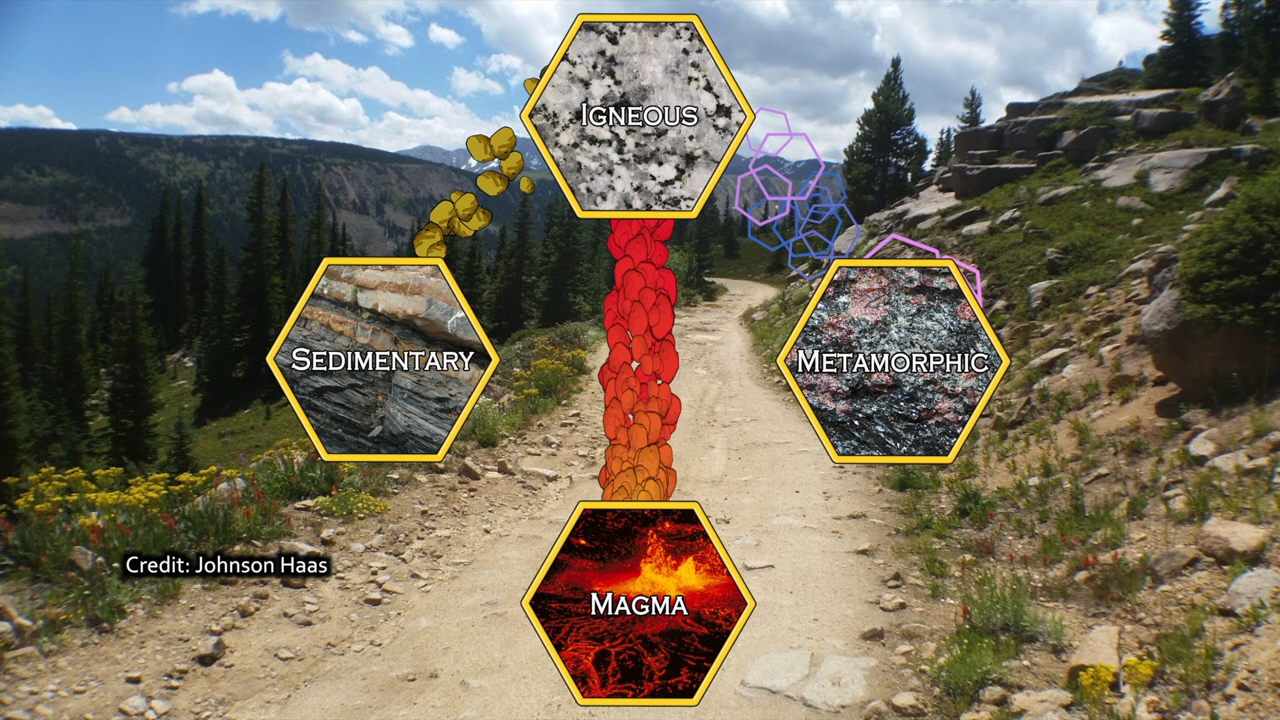 Igneous
Sedimentary
Metamorphic
Credit: Johnson Haas
Magma